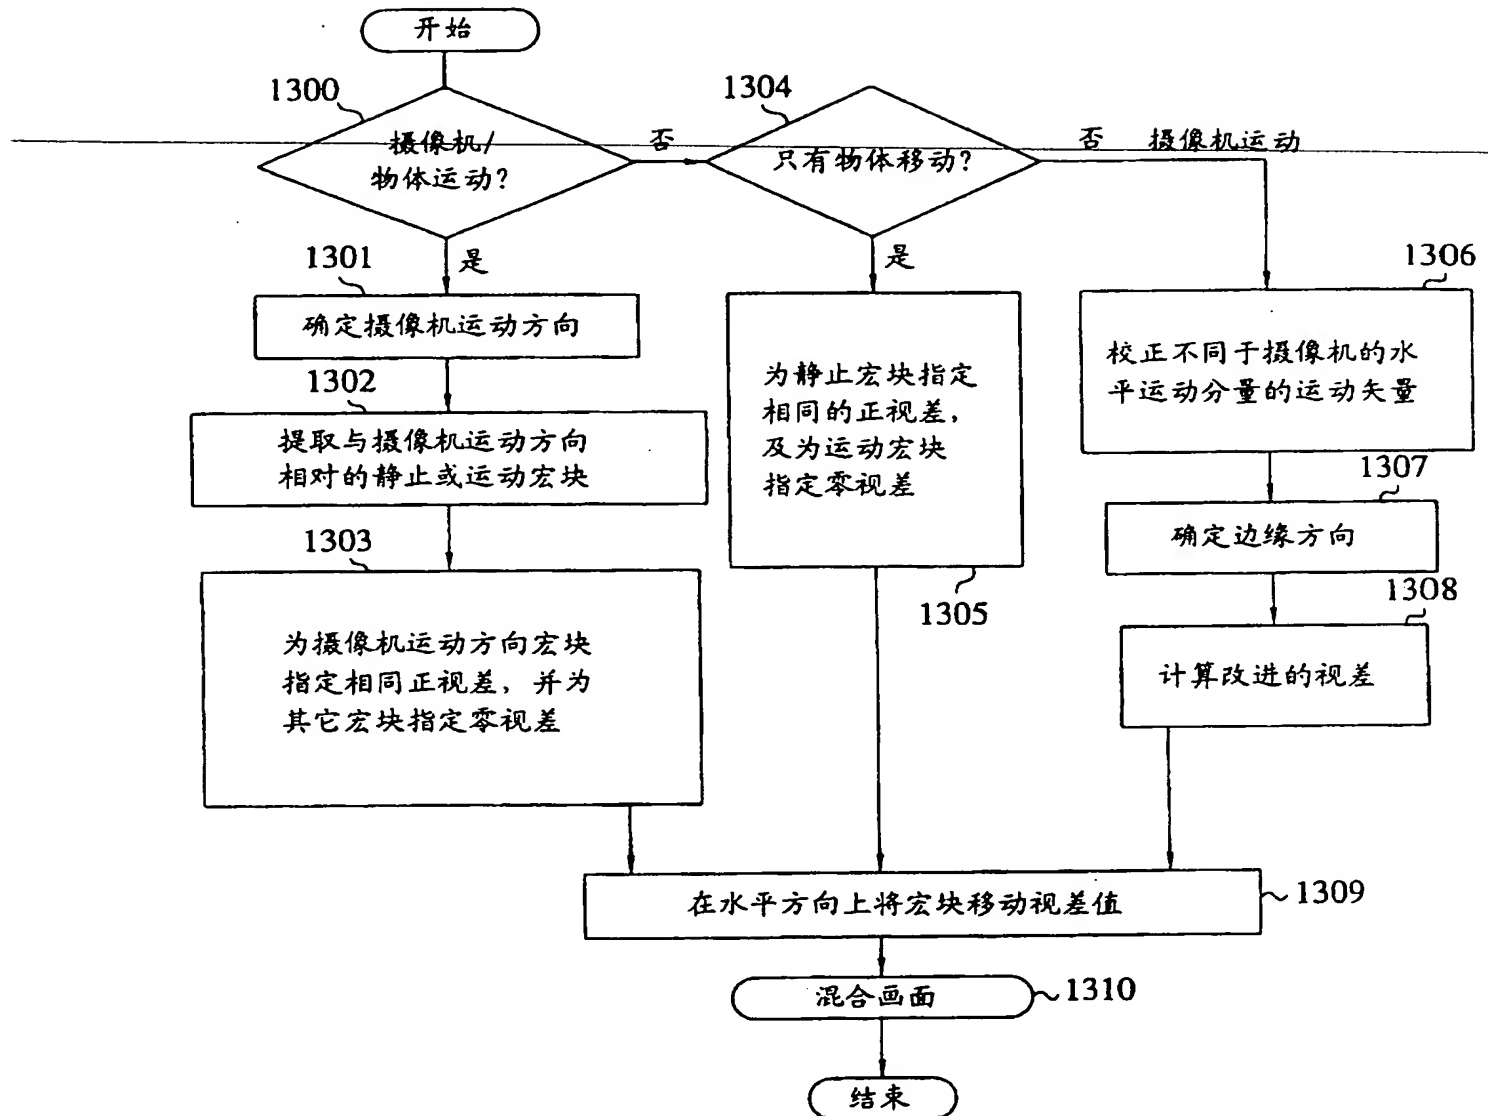 开始
1300
摄像机/
物体运动?
否
1304
只有物体移动?
否 摄像机运动
是
是
1301
确定摄像机运动方向
1302
提取与摄像机运动方向
相对的静止或运动宏块
1303
为摄像机运动方向宏块
指定相同正视差, 并为
其它宏块指定零视差
为静止宏块指定
相同的正视差,
及为运动宏块
指定零视差
1305
1306
校正不同于摄像机的水
平运动分量的运动矢量
1307
确定边缘方向
1308
计算改进的视差
在水平方向上将宏块移动视差值
1309
混合画面
1310
结束